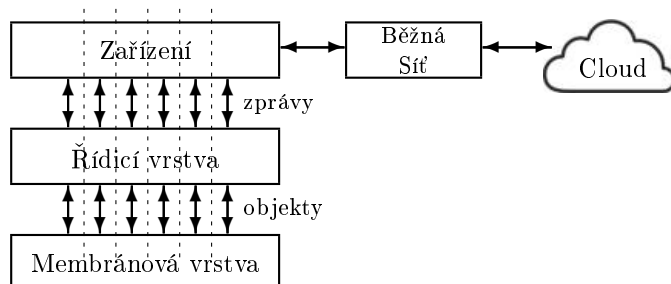 Zařízení
Běžná
Síť
Cloud
zprávy
Řídicí vrstva
objekty
Membránová vrstva